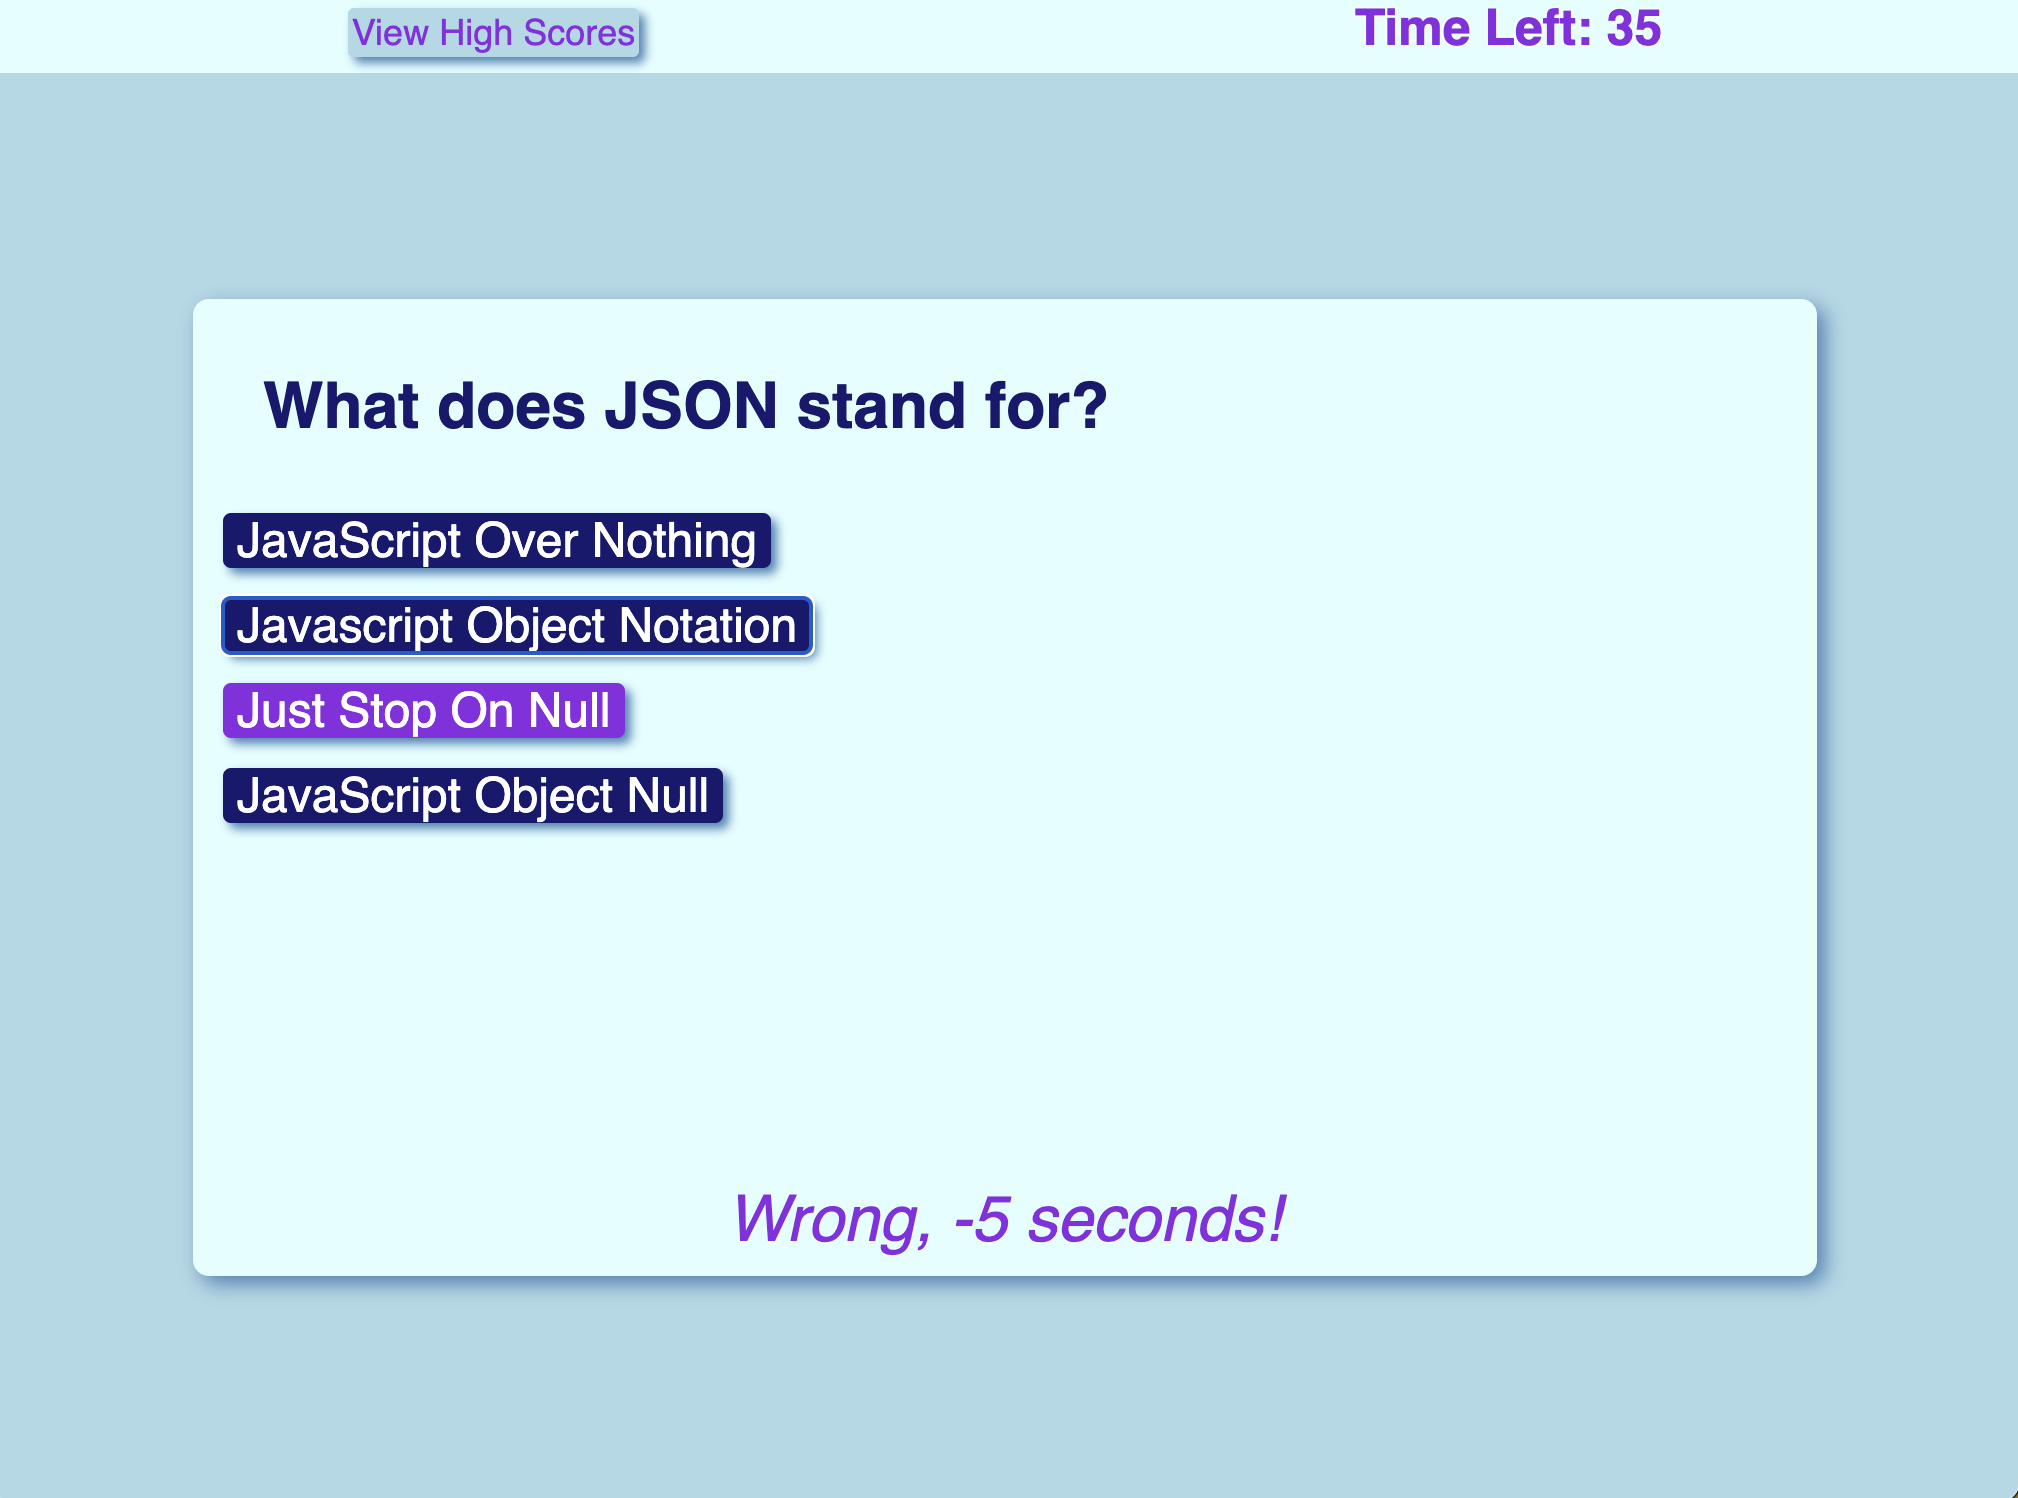 View High Scores
Time Left: 35
What does JSON stand for?
JavaScript Over Nothing
Javascript Object Notation
Just Stop On Null
JavaScript Object Null
Wrong, -5 seconds!